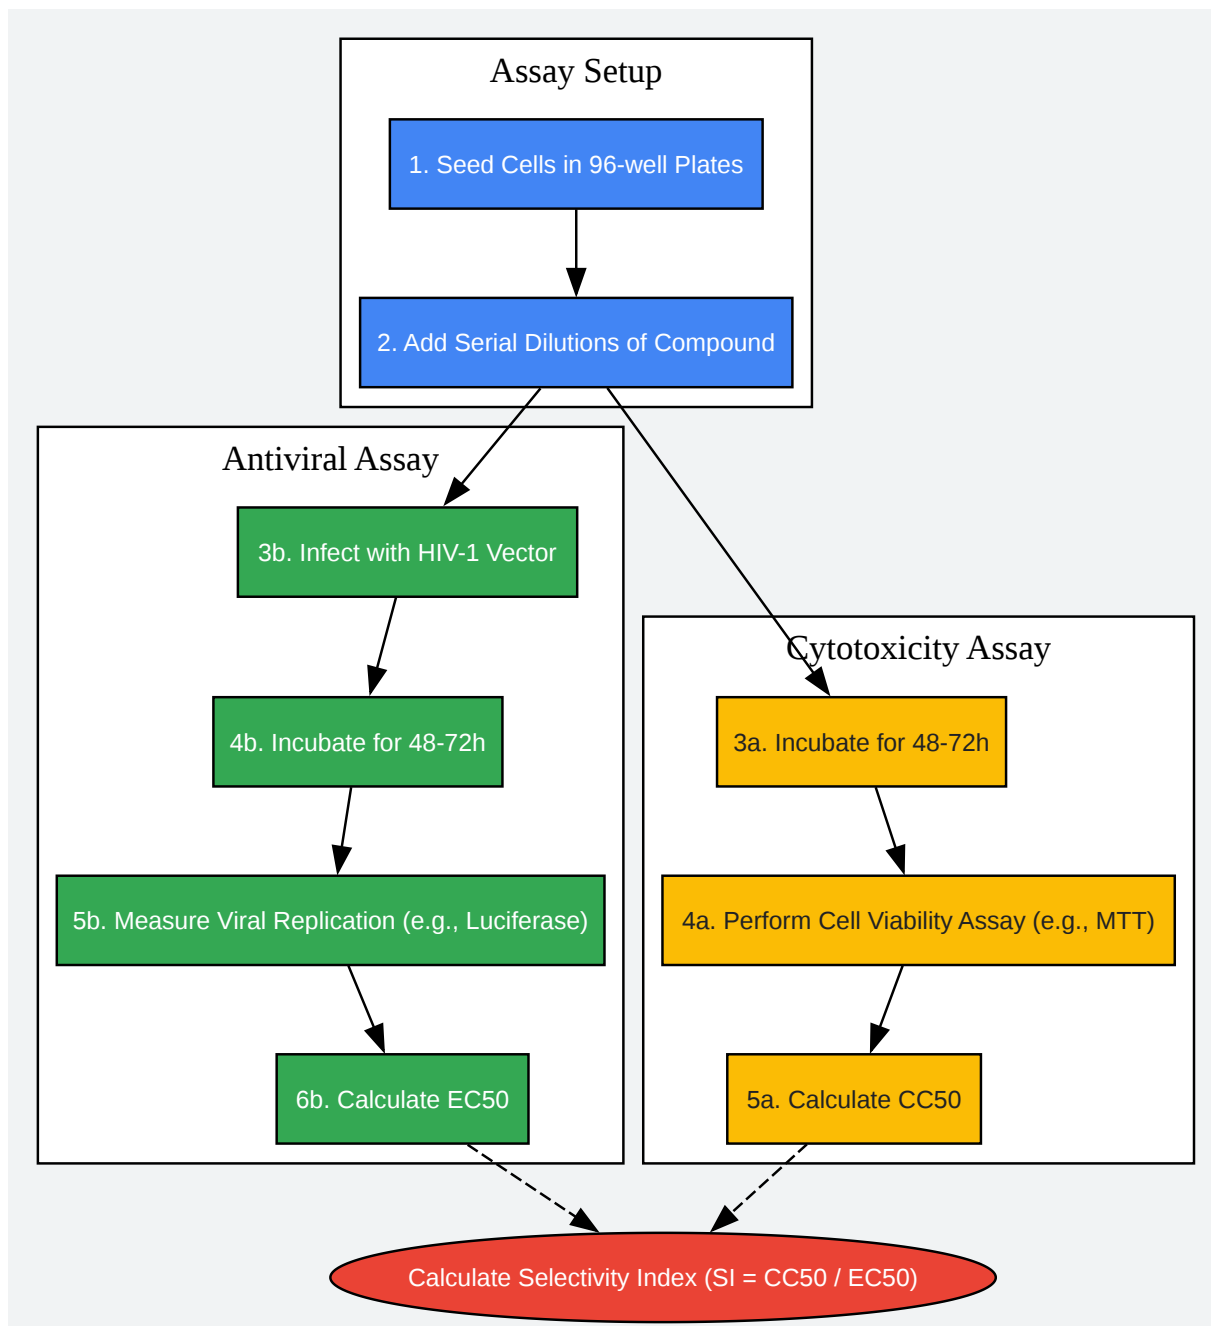 Assay Setup
1. Seed Cells in 96-well Plates
2. Add Serial Dilutions of Compound
Antiviral Assay
3b. Infect with HIV-1 Vector
4b. Incubate for 48-72h
5b. Measure Viral Replication (e.g., Luciferase)
6b. Calculate EC50
Cytotoxicity Assay
3a. Incubate for 48-72h
4a. Perform Cell Viability Assay (e.g., MTT)
5a. Calculate CC50
Calculate Selectivity Index (SI = CC50 / EC50)